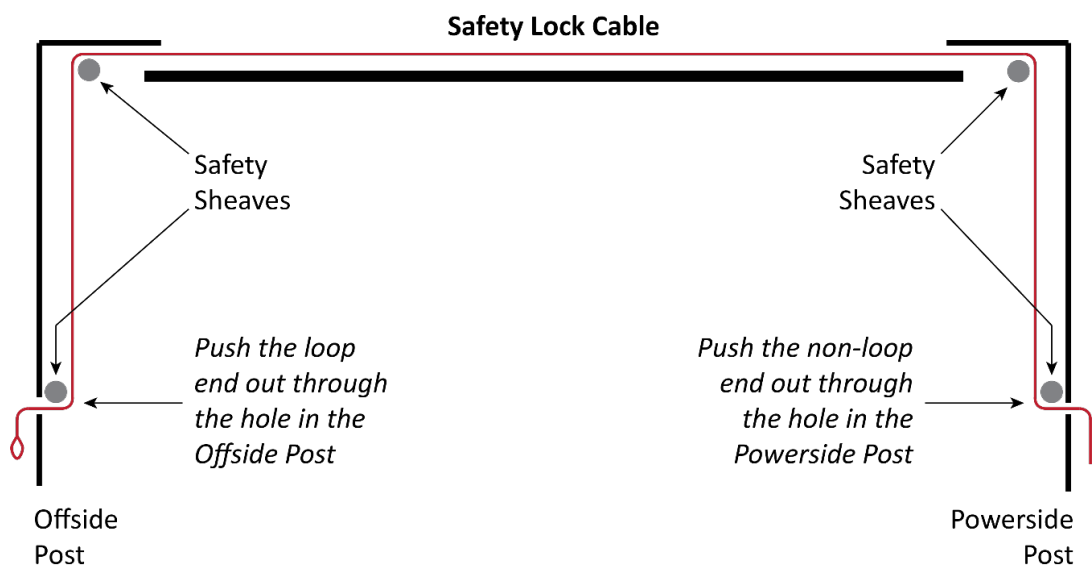 Safety Lock Cable
Safety
Sheaves
Safety
Sheaves
Push the loop
end out through
the hole in the
Offside Post
Push the non-loop
end out through
the hole in the
Powerside Post
Offside
Post
Powerside
Post